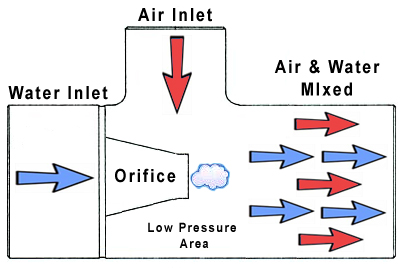 Air Inlet
Water Inlet
Air & Water
MIxed
Orifice
Low Pressure
Area